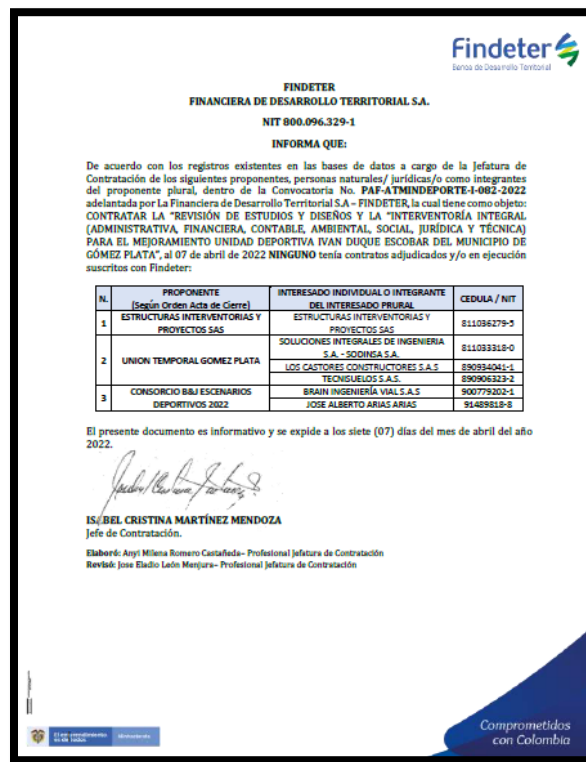 Findeter
Banca de Desarrollo Territorial
FINDETER
FINANCIERA DE DESARROLLO TERRITORIAL S.A.
NIT 800.096.329-1
INFORMA QUE:
De acuerdo con los registros existentes en las bases de datos a cargo de la Jefatura de
Contratación de los siguientes proponentes, personas naturales/ jurídicas/o como integrantes
del proponente plural, dentro de la Convocatoria No. PAF-ATMINDEPORTE-I-082-2022
adelantada por La Financiera de Desarrollo Territorial S.A – FINDETER, la cual tiene como objeto:
CONTRATAR LA "REVISIÓN DE ESTUDIOS Y DISEÑOS Y LA "INTERVENTORÍA INTEGRAL
(ADMINISTRATIVA, FINANCIERA, CONTABLE, AMBIENTAL, SOCIAL, JURÍDICA Y TÉCNICA)
PARA EL MEJORAMIENTO UNIDAD DEPORTIVA IVAN DUQUE ESCOBAR DEL MUNICIPIO DE
GÓMEZ PLATA", al 07 de abril de 2022 NINGUNO tenía contratos adjudicados y/o en ejecución
suscritos con Findeter:
N. PROPONENTE (Según Orden Acta de Cierre) INTERESADO INDIVIDUAL O INTEGRANTE DEL INTERESADO PRURAL CEDULA / NIT
1 ESTRUCTURAS INTERVENTORIAS Y PROYECTOS SAS ESTRUCTURAS INTERVENTORIAS Y PROYECTOS SAS 811036279-5
2 UNION TEMPORAL GOMEZ PLATA SOLUCIONES INTEGRALES DE INGENIERIA S.A. - SODINSA S.A. 811033318-0
LOS CASTORES CONSTRUCTORES S.A.S 890934041-1
TECNISUELOS S.A.S. 890906323-2
3 CONSORCIO B&J ESCENARIOS DEPORTIVOS 2022 BRAIN INGENIERÍA VIAL S.A.S 900779202-1
JOSE ALBERTO ARIAS ARIAS 91489818-8
El presente documento es informativo y se expide a los siete (07) días del mes de abril del año
2022.
ISABEL CRISTINA MARTÍNEZ MENDOZA
Jefe de Contratación.
Elaboró: Anyi Milena Romero Castañeda– Profesional Jefatura de Contratación
Revisó: Jose Eladio León Menjura– Profesional Jefatura de Contratación
El emprendimiento
es de todos
Minhacienda
Comprometidos
con Colombia